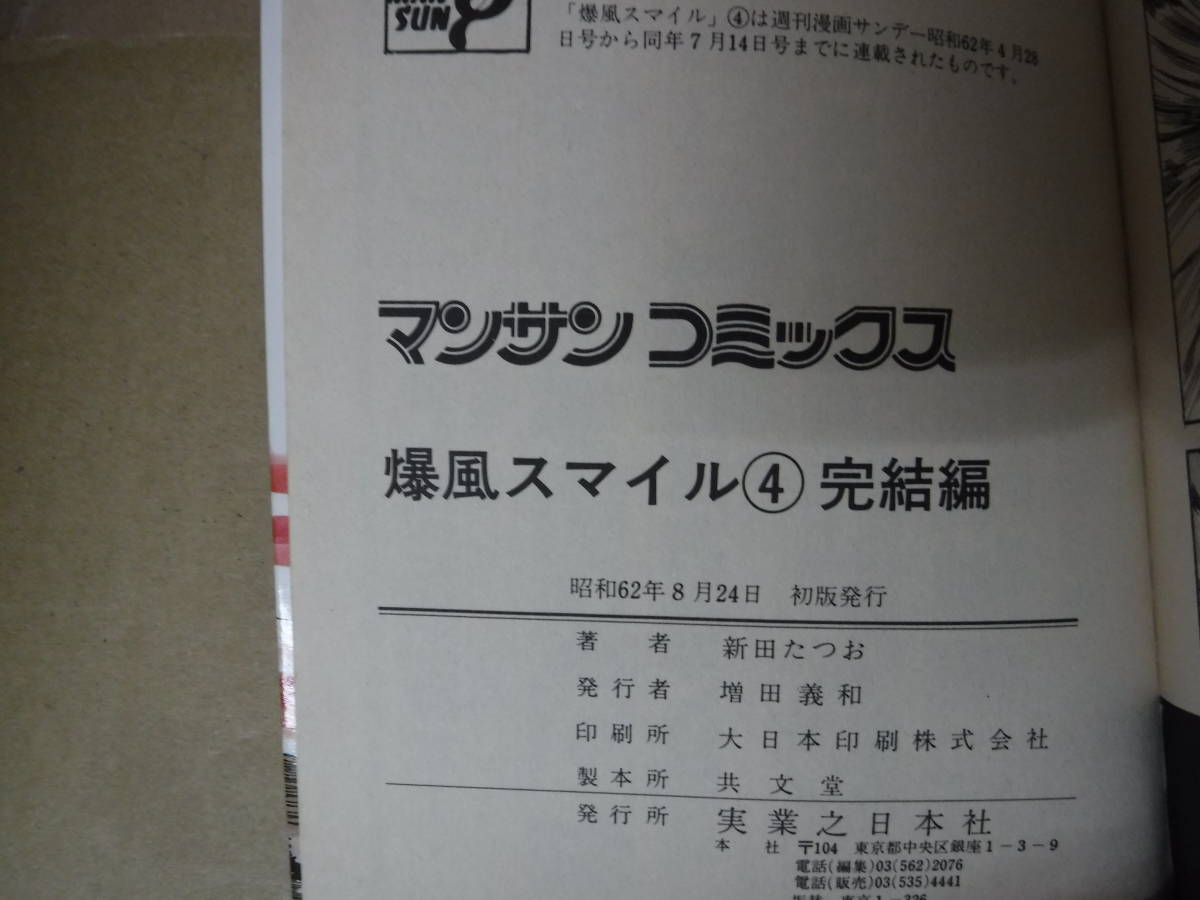 SUN
「爆風スマイル」④は週刊漫画サンデー昭和62年4月28
日号から同年7月14日号までに連載されたものです。
マンサン コミックス
爆風スマイル④ 完結編
昭和62年8月24日 初版発行
著者 新田たつお
発行者 増田義和
印刷所 大日本印刷株式会社
製本所 共文堂
発行所 実業之日本社
本社 〒104 東京都中央区銀座1-3-9
電話(編集)03(562)2076
電話(販売)03(535)4441